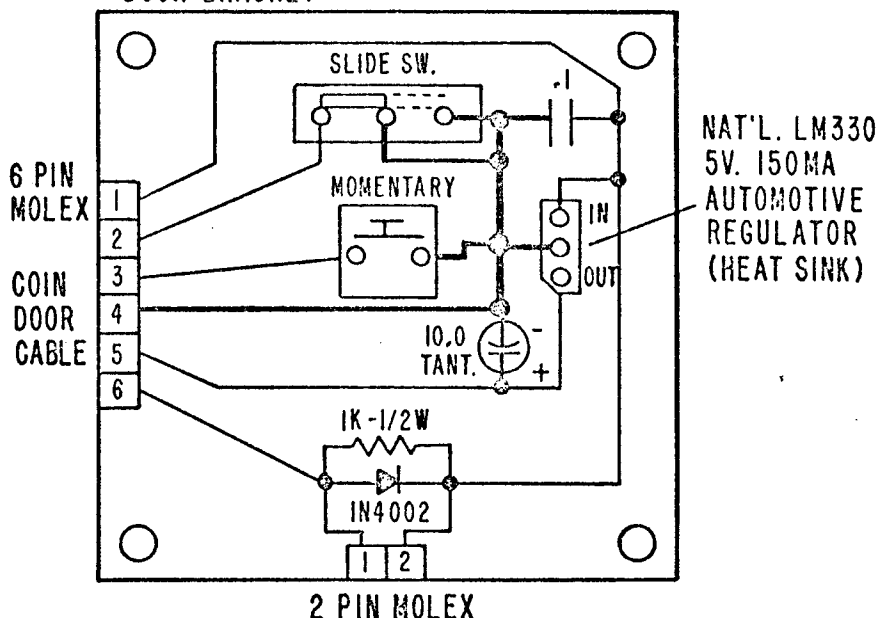 SLIDE SW.
.1
NAT'L. LM330
5V. 150MA
AUTOMOTIVE
REGULATOR
(HEAT SINK)
6 PIN
MOLEX
MOMENTARY
IN
OUT
1
2
3
4
5
6
COIN
DOOR
CABLE
10.0
TANT.
-
+
1K-1/2W
1N4002
1 2
2 PIN MOLEX